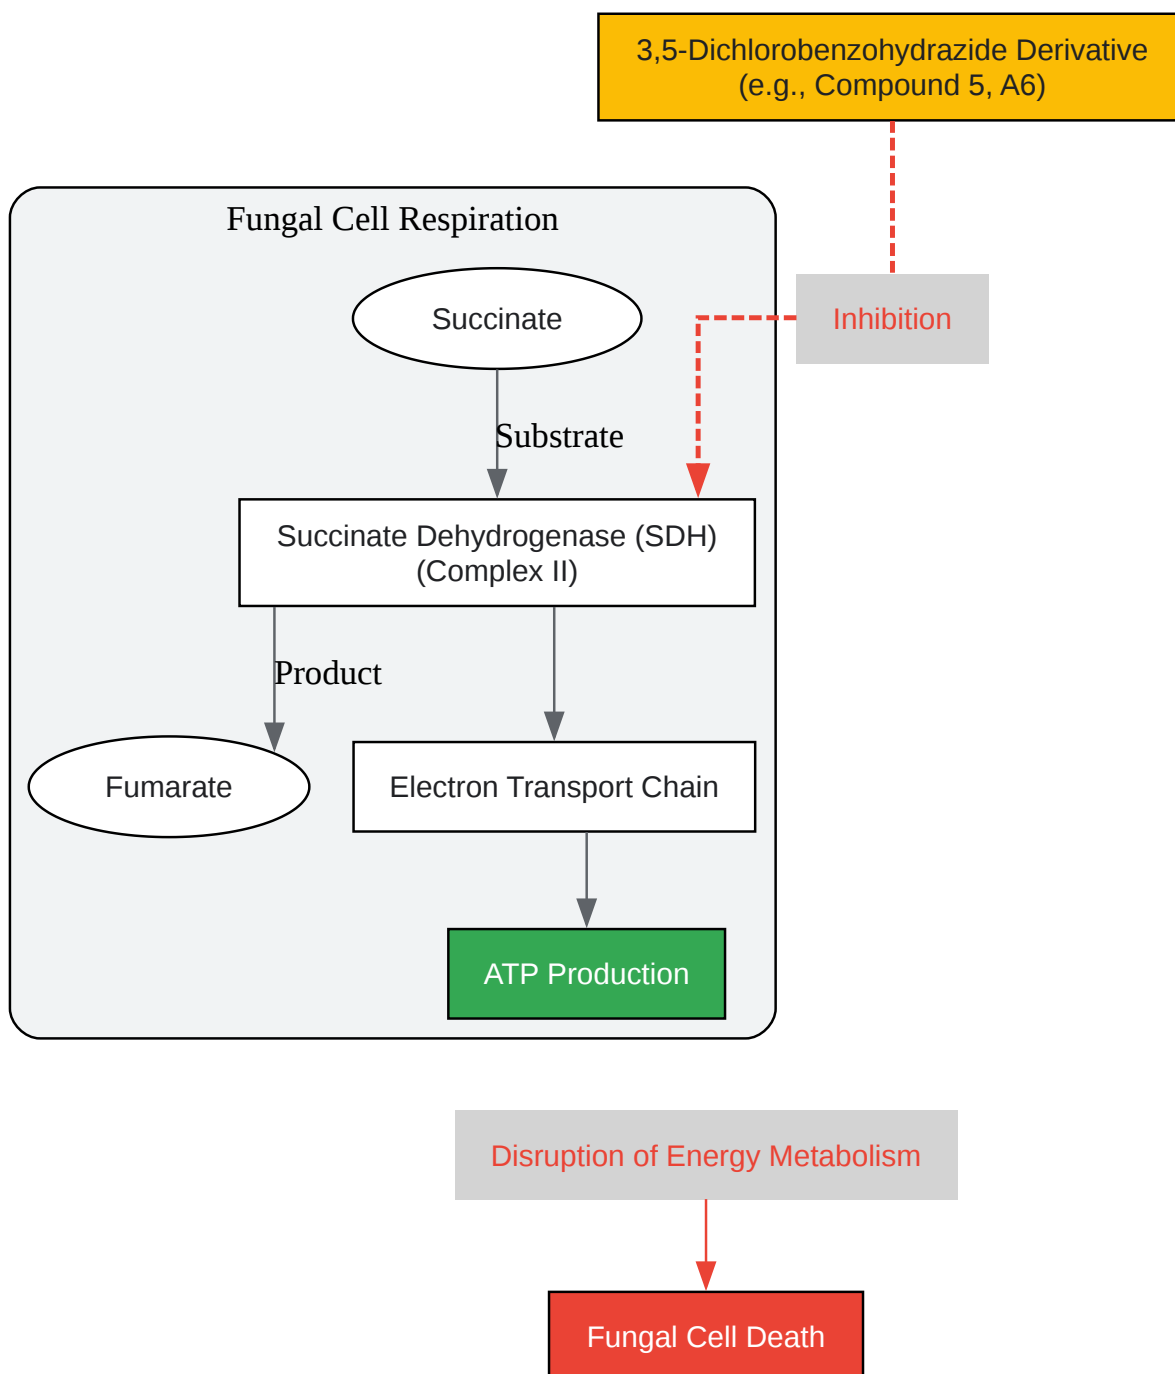 3,5-Dichlorobenzohydrazide Derivative
(e.g., Compound 5, A6)
Fungal Cell Respiration
Succinate
Inhibition
Substrate
Succinate Dehydrogenase (SDH)
(Complex II)
Product
Fumarate
Electron Transport Chain
ATP Production
Disruption of Energy Metabolism
Fungal Cell Death